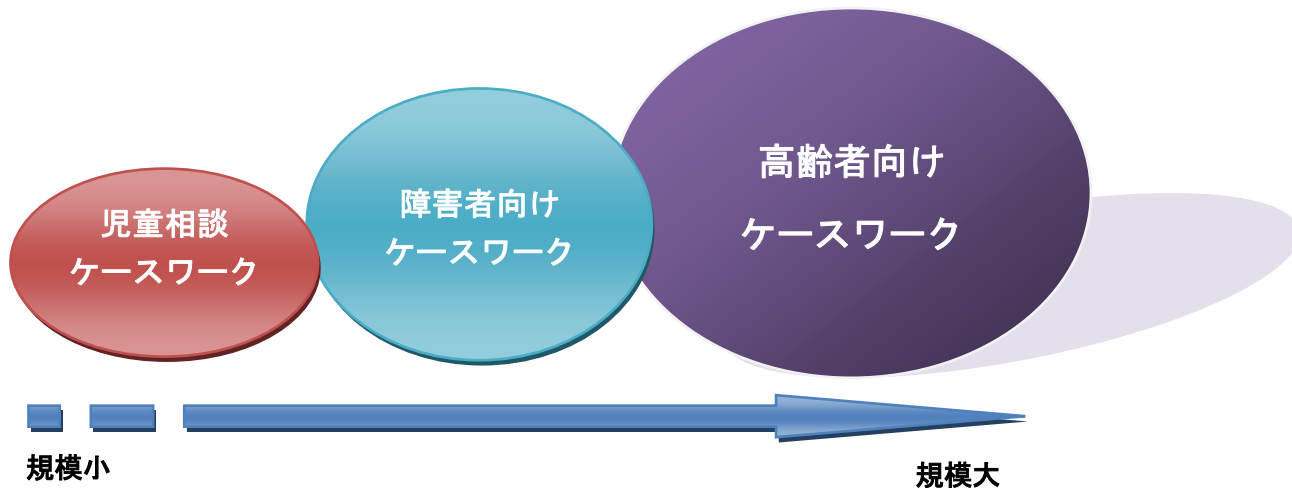 児童相談
ケースワーク
障害者向け
ケースワーク
高齢者向け
ケースワーク
規模小
規模大